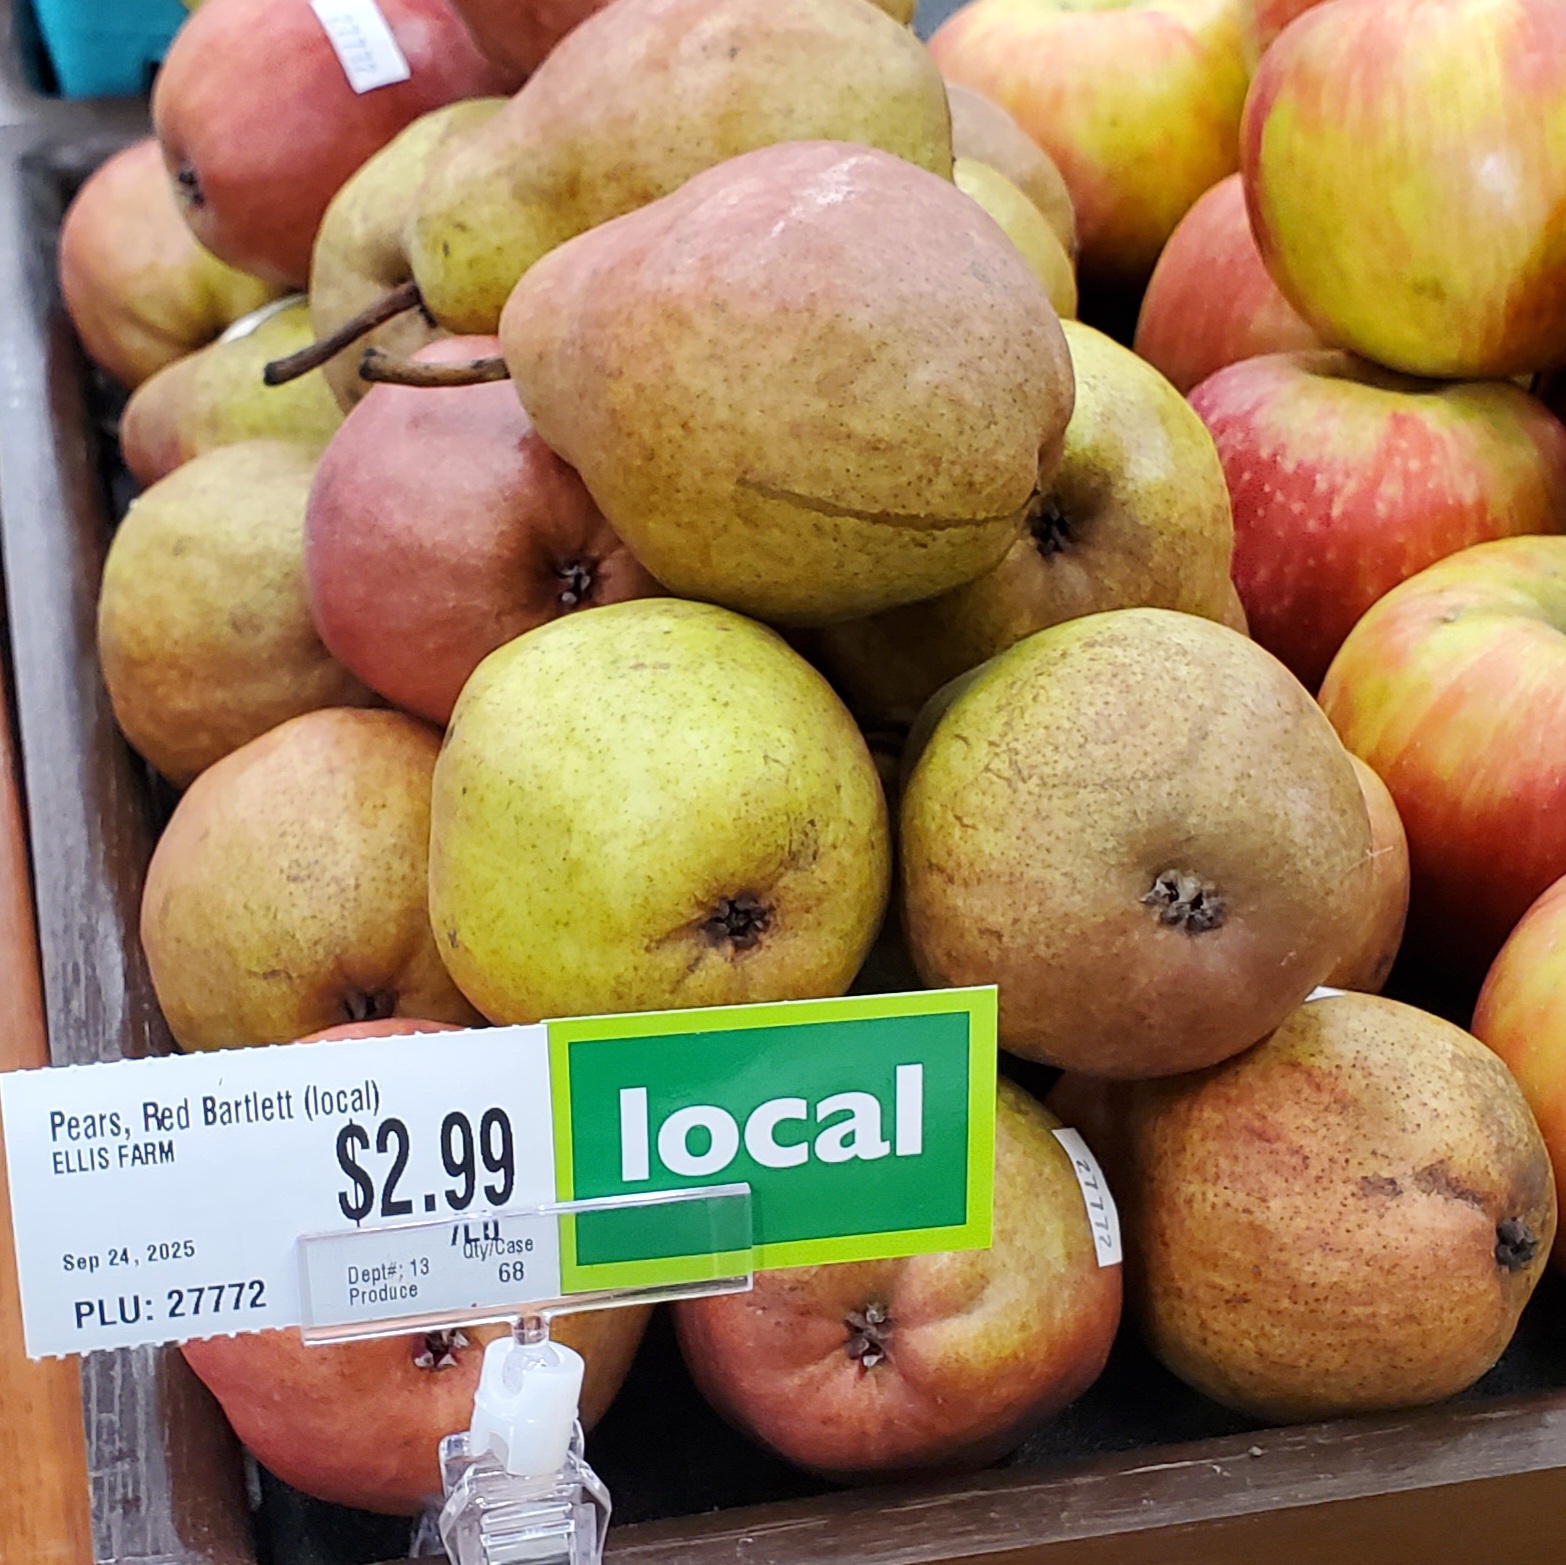 27772
Pears, Red Bartlett (local)
ELLIS FARM
$2.99
/LB
Sep 24, 2025
PLU: 27772
Dept#; 13
Produce
Qty/Case
68
local
27772